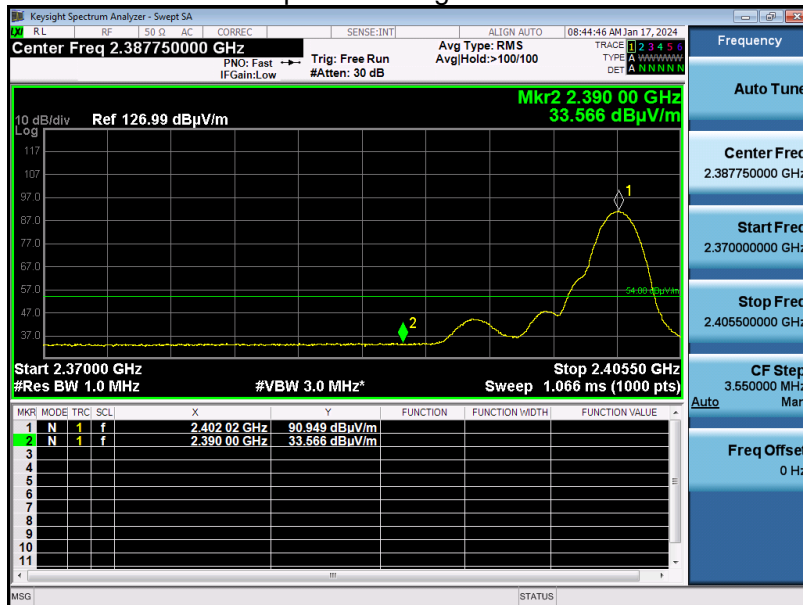 Keysight Spectrum Analyzer - Swept SA
RL RF 50 Ω AC CORREC SENSE:INT ALIGN AUTO 08:44:46 AM Jan 17, 2024
Center Freq 2.387750000 GHz
PNO: Fast
IFGain:Low
Trig: Free Run
#Atten: 30 dB
Avg Type: RMS
Avg|Hold:>100/100
TRACE 1 2 3 4 5 6
TYPE A WWWWW
DET A N N N N N
Mkr2 2.390 00 GHz
33.566 dBµV/m
10 dB/div Ref 126.99 dBµV/m
Log
117
107
97.0
87.0
77.0
67.0
57.0
47.0
37.0
1
2
54.00 dBµV/m
Start 2.37000 GHz Stop 2.40550 GHz
#Res BW 1.0 MHz #VBW 3.0 MHz* Sweep 1.066 ms (1000 pts)
MKR MODE TRC SCL X Y FUNCTION FUNCTION WIDTH FUNCTION VALUE
1 N 1 f 2.402 02 GHz 90.949 dBµV/m
2 N 1 f 2.390 00 GHz 33.566 dBµV/m
3
4
5
6
7
8
9
10
11
MSG STATUS
Frequency
Auto Tune
Center Freq
2.387750000 GHz
Start Freq
2.370000000 GHz
Stop Freq
2.405500000 GHz
CF Step
3.550000 MHz
Auto Man
Freq Offset
0 Hz